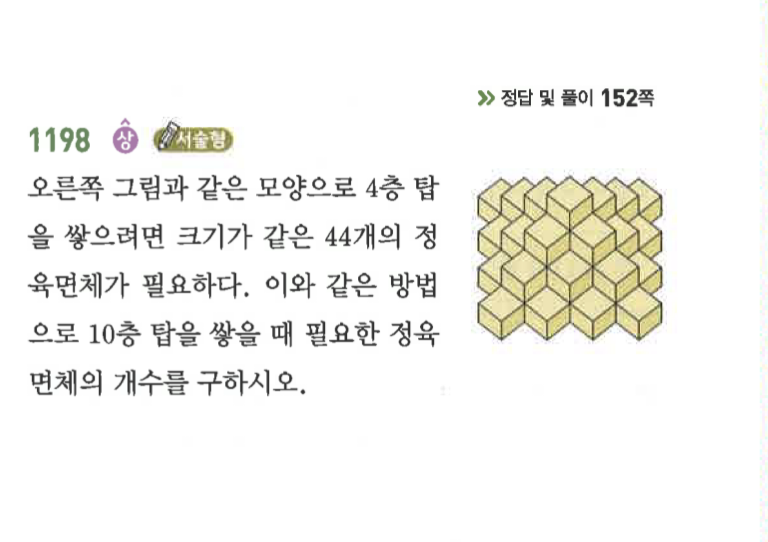 » 정답 및 풀이 152쪽
1198 상 서술형
오른쪽 그림과 같은 모양으로 4층 탑
을 쌓으려면 크기가 같은 44개의 정
육면체가 필요하다. 이와 같은 방법
으로 10층 탑을 쌓을 때 필요한 정육
면체의 개수를 구하시오.